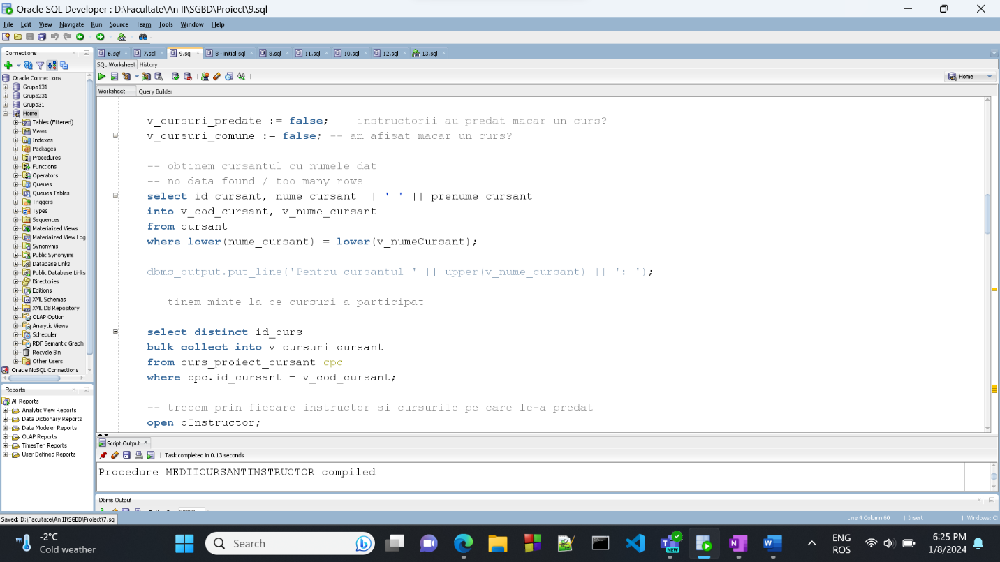 Oracle SQL Developer : D:\Facultate\An II\SGBD\Proiect\9.sql
File Edit View Navigate Run Source Team Tools Window Help
Connections
Oracle Connections
Grupa131
Grupa231
Grupa31
Home
Tables (Filtered)
Views
Indexes
Packages
Procedures
Functions
Operators
Queues
Queues Tables
Triggers
Types
Sequences
Materialized Views
Materialized View Log
Synonyms
Public Synonyms
Database Links
Public Database Links
Directories
Editions
XML Schemas
XML DB Repository
OLAP Option
Analytic Views
Scheduler
RDF Semantic Graph
Recycle Bin
Other Users
Oracle NoSQL Connections
Reports
All Reports
Analytic View Reports
Data Dictionary Reports
Data Modeler Reports
OLAP Reports
TimesTen Reports
User Defined Reports
6.sql 7.sql 9.sql 8 - initial.sql 8.sql 11.sql 10.sql 12.sql 13.sql
SQL Worksheet History
Home
Worksheet Query Builder
v_cursuri_predate := false; -- instructorii au predat macar un curs?
v_cursuri_comune := false; -- am afisat macar un curs?
-- obtinem cursantul cu numele dat
-- no data found / too many rows
select id_cursant, nume_cursant || ' ' || prenume_cursant
into v_cod_cursant, v_nume_cursant
from cursant
where lower(nume_cursant) = lower(v_numeCursant);
dbms_output.put_line('Pentru cursantul ' || upper(v_nume_cursant) || ': ');
-- tinem minte la ce cursuri a participat
select distinct id_curs
bulk collect into v_cursuri_cursant
from curs_proiect_cursant cpc
where cpc.id_cursant = v_cod_cursant;
-- trecem prin fiecare instructor si cursurile pe care le-a predat
open cInstructor;
Script Output
Task completed in 0.13 seconds
Procedure MEDIICURSANTINSTRUCTOR compiled
Dbms Output
Saved: D:\Facultate\An II\SGBD\Proiect\7.sql
Line 4 Column 60 Insert Windows: Cl
-2°C
Cold weather
Search
NEW
ENG
ROS
6:25 PM
1/8/2024